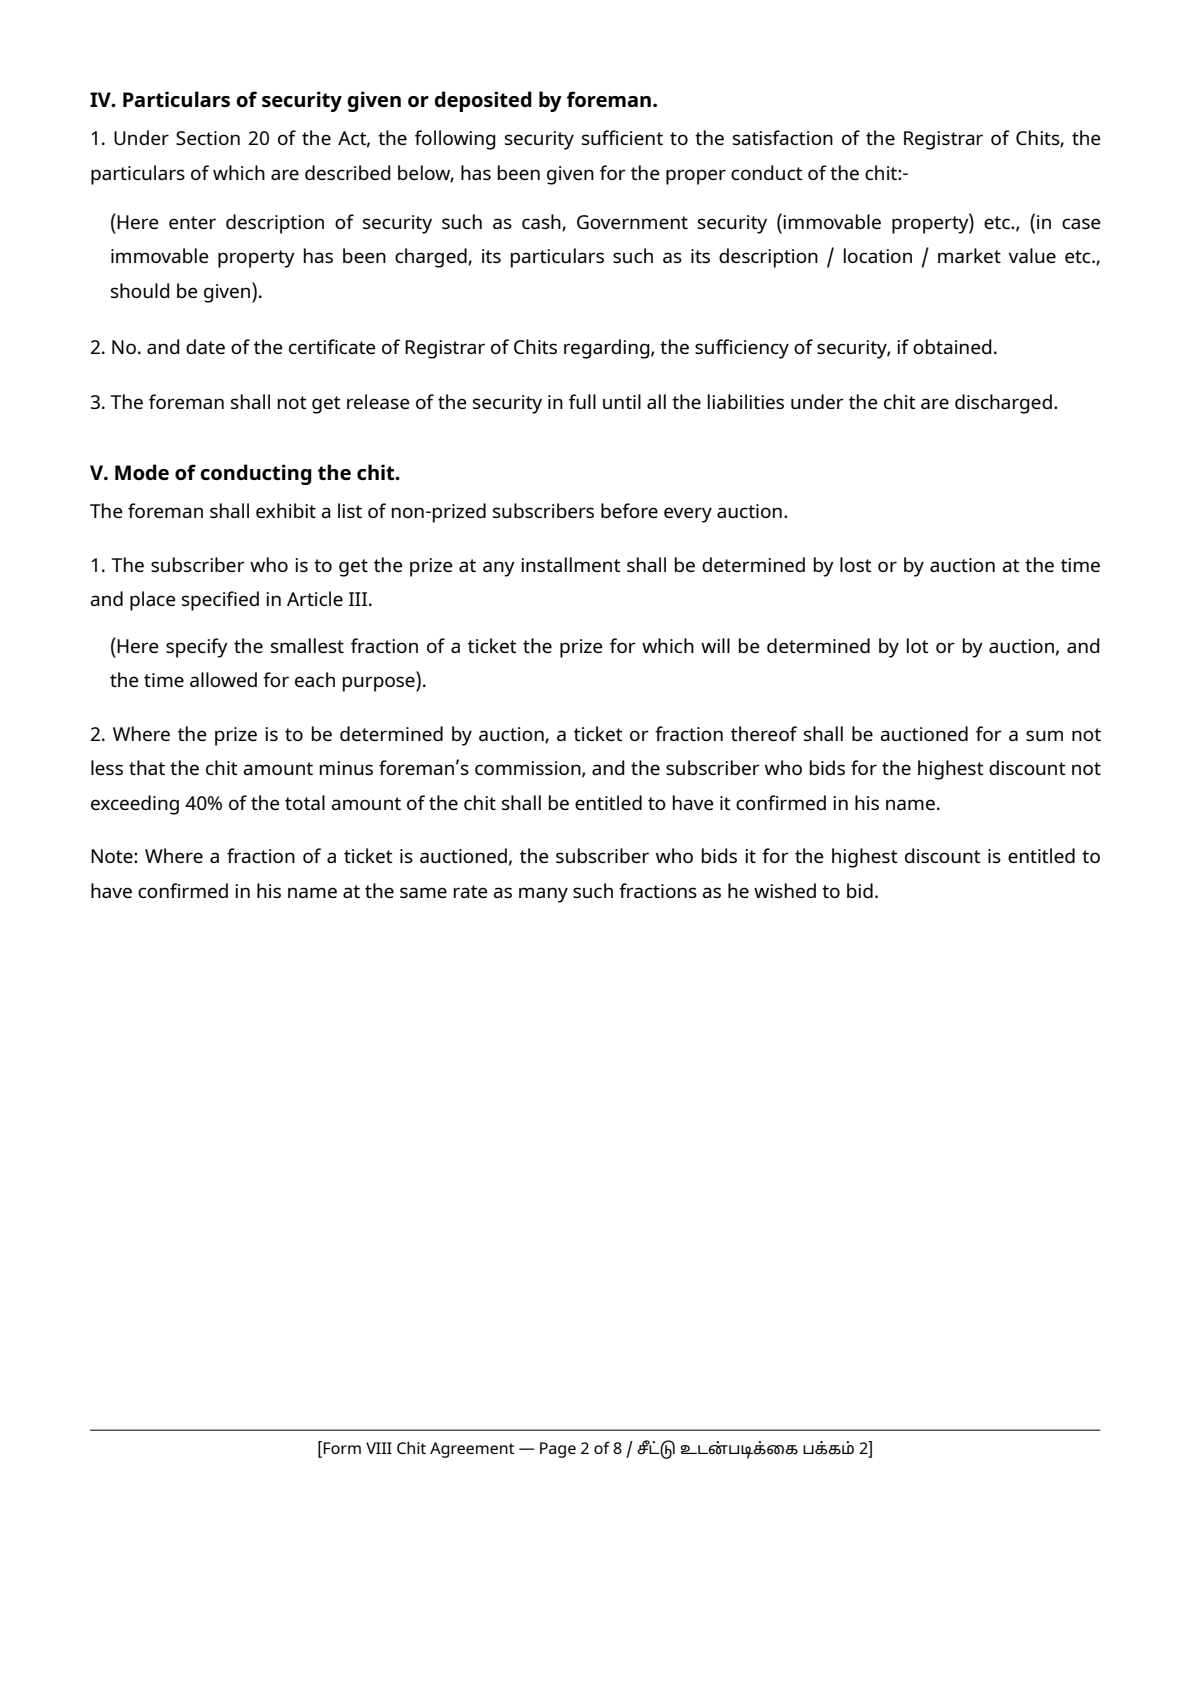 IV. Particulars of security given or deposited by foreman.
1. Under Section 20 of the Act, the following security sufficient to the satisfaction of the Registrar of Chits, the
particulars of which are described below, has been given for the proper conduct of the chit:-
(Here enter description of security such as cash, Government security (immovable property) etc., (in case
immovable property has been charged, its particulars such as its description / location / market value etc.,
should be given).
2. No. and date of the certificate of Registrar of Chits regarding, the sufficiency of security, if obtained.
3. The foreman shall not get release of the security in full until all the liabilities under the chit are discharged.
V. Mode of conducting the chit.
The foreman shall exhibit a list of non-prized subscribers before every auction.
1. The subscriber who is to get the prize at any installment shall be determined by lost or by auction at the time
and place specified in Article III.
(Here specify the smallest fraction of a ticket the prize for which will be determined by lot or by auction, and
the time allowed for each purpose).
2. Where the prize is to be determined by auction, a ticket or fraction thereof shall be auctioned for a sum not
less that the chit amount minus foreman’s commission, and the subscriber who bids for the highest discount not
exceeding 40% of the total amount of the chit shall be entitled to have it confirmed in his name.
Note: Where a fraction of a ticket is auctioned, the subscriber who bids it for the highest discount is entitled to
have confirmed in his name at the same rate as many such fractions as he wished to bid.
[Form VIII Chit Agreement — Page 2 of 8 / சீட்டு உடன்படிக்கை பக்கம் 2]